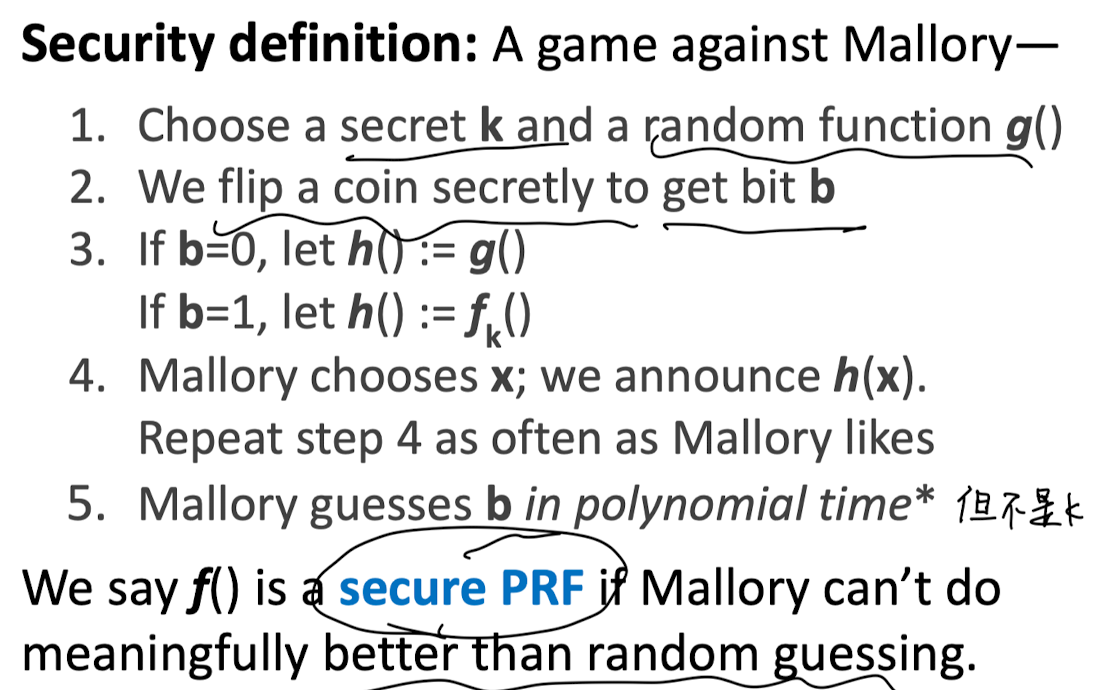 Security definition: A game against Mallory—
1. Choose a secret k and a random function g()
2. We flip a coin secretly to get bit b
3. If b=0, let h() := g()
If b=1, let h() := fk()
4. Mallory chooses x; we announce h(x).
Repeat step 4 as often as Mallory likes
5. Mallory guesses b in polynomial time* 但不是k
We say f() is a secure PRF if Mallory can’t do
meaningfully better than random guessing.